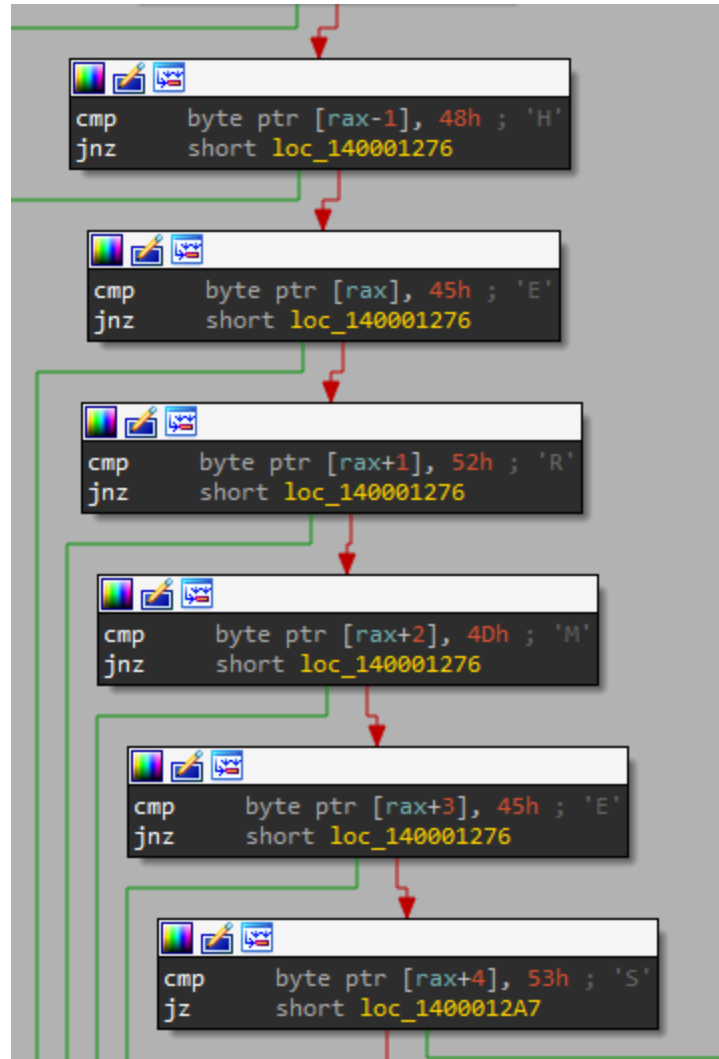 cmp byte ptr [rax-1], 48h ; 'H'
jnz short loc_140001276
cmp byte ptr [rax], 45h ; 'E'
jnz short loc_140001276
cmp byte ptr [rax+1], 52h ; 'R'
jnz short loc_140001276
cmp byte ptr [rax+2], 4Dh ; 'M'
jnz short loc_140001276
cmp byte ptr [rax+3], 45h ; 'E'
jnz short loc_140001276
cmp byte ptr [rax+4], 53h ; 'S'
jz short loc_1400012A7